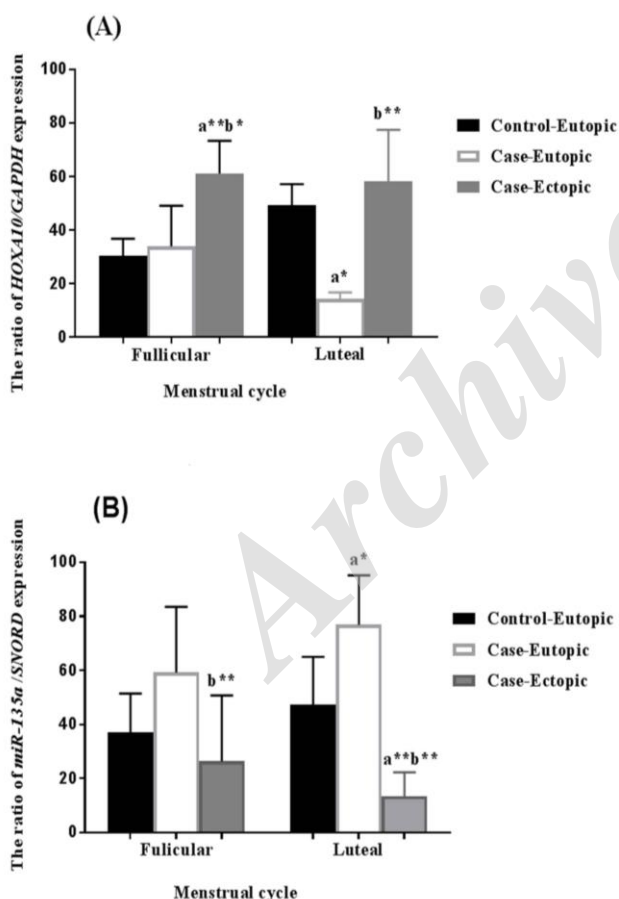 (A)
The ratio of HOXA10/GAPDH expression
100
80
60
40
20
0
a**b*
a*
b**
Control-Eutopic
Case-Eutopic
Case-Ectopic
Fullicular
Luteal
Menstrual cycle
(B)
The ratio of miR-135a /SNORD expression
100
80
60
40
20
0
b**
a*
a**b**
Control-Eutopic
Case-Eutopic
Case-Ectopic
Fulicular
Luteal
Menstrual cycle
Archive